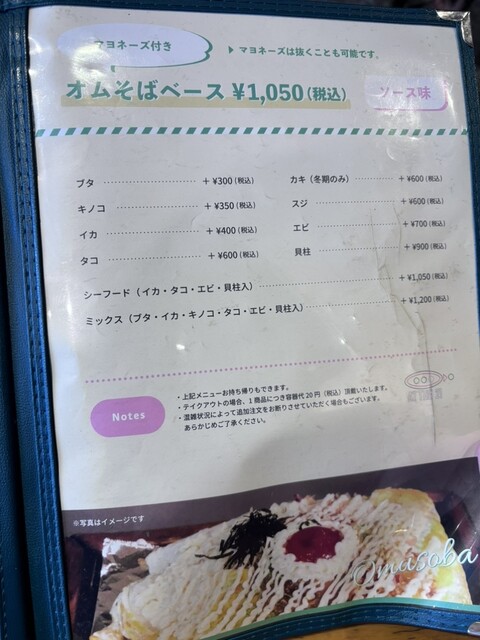 マヨネーズ付き
▶マヨネーズは抜くことも可能です。
オムそばベース ¥1,050(税込)
ソース味
ブタ ………… + ¥300(税込)
キノコ ………… + ¥350(税込)
イカ ………… + ¥400(税込)
タコ ………… + ¥600(税込)
カキ(冬期のみ) ………… + ¥600(税込)
スジ ………… + ¥600(税込)
エビ ………… + ¥700(税込)
貝柱 ………… + ¥900(税込)
シーフード(イカ・タコ・エビ・貝柱入) ………… + ¥1,050(税込)
ミックス(ブタ・イカ・キノコ・タコ・エビ・貝柱入) ………… + ¥1,200(税込)
Notes
・上記メニューお持ち帰りもできます。
・テイクアウトの場合、1商品につき容器代20円(税込)頂戴いたします。
・混雑状況によって追加注文をお断りさせていただく場合もございます。
あらかじめご了承ください。
※写真はイメージです
Omusoba